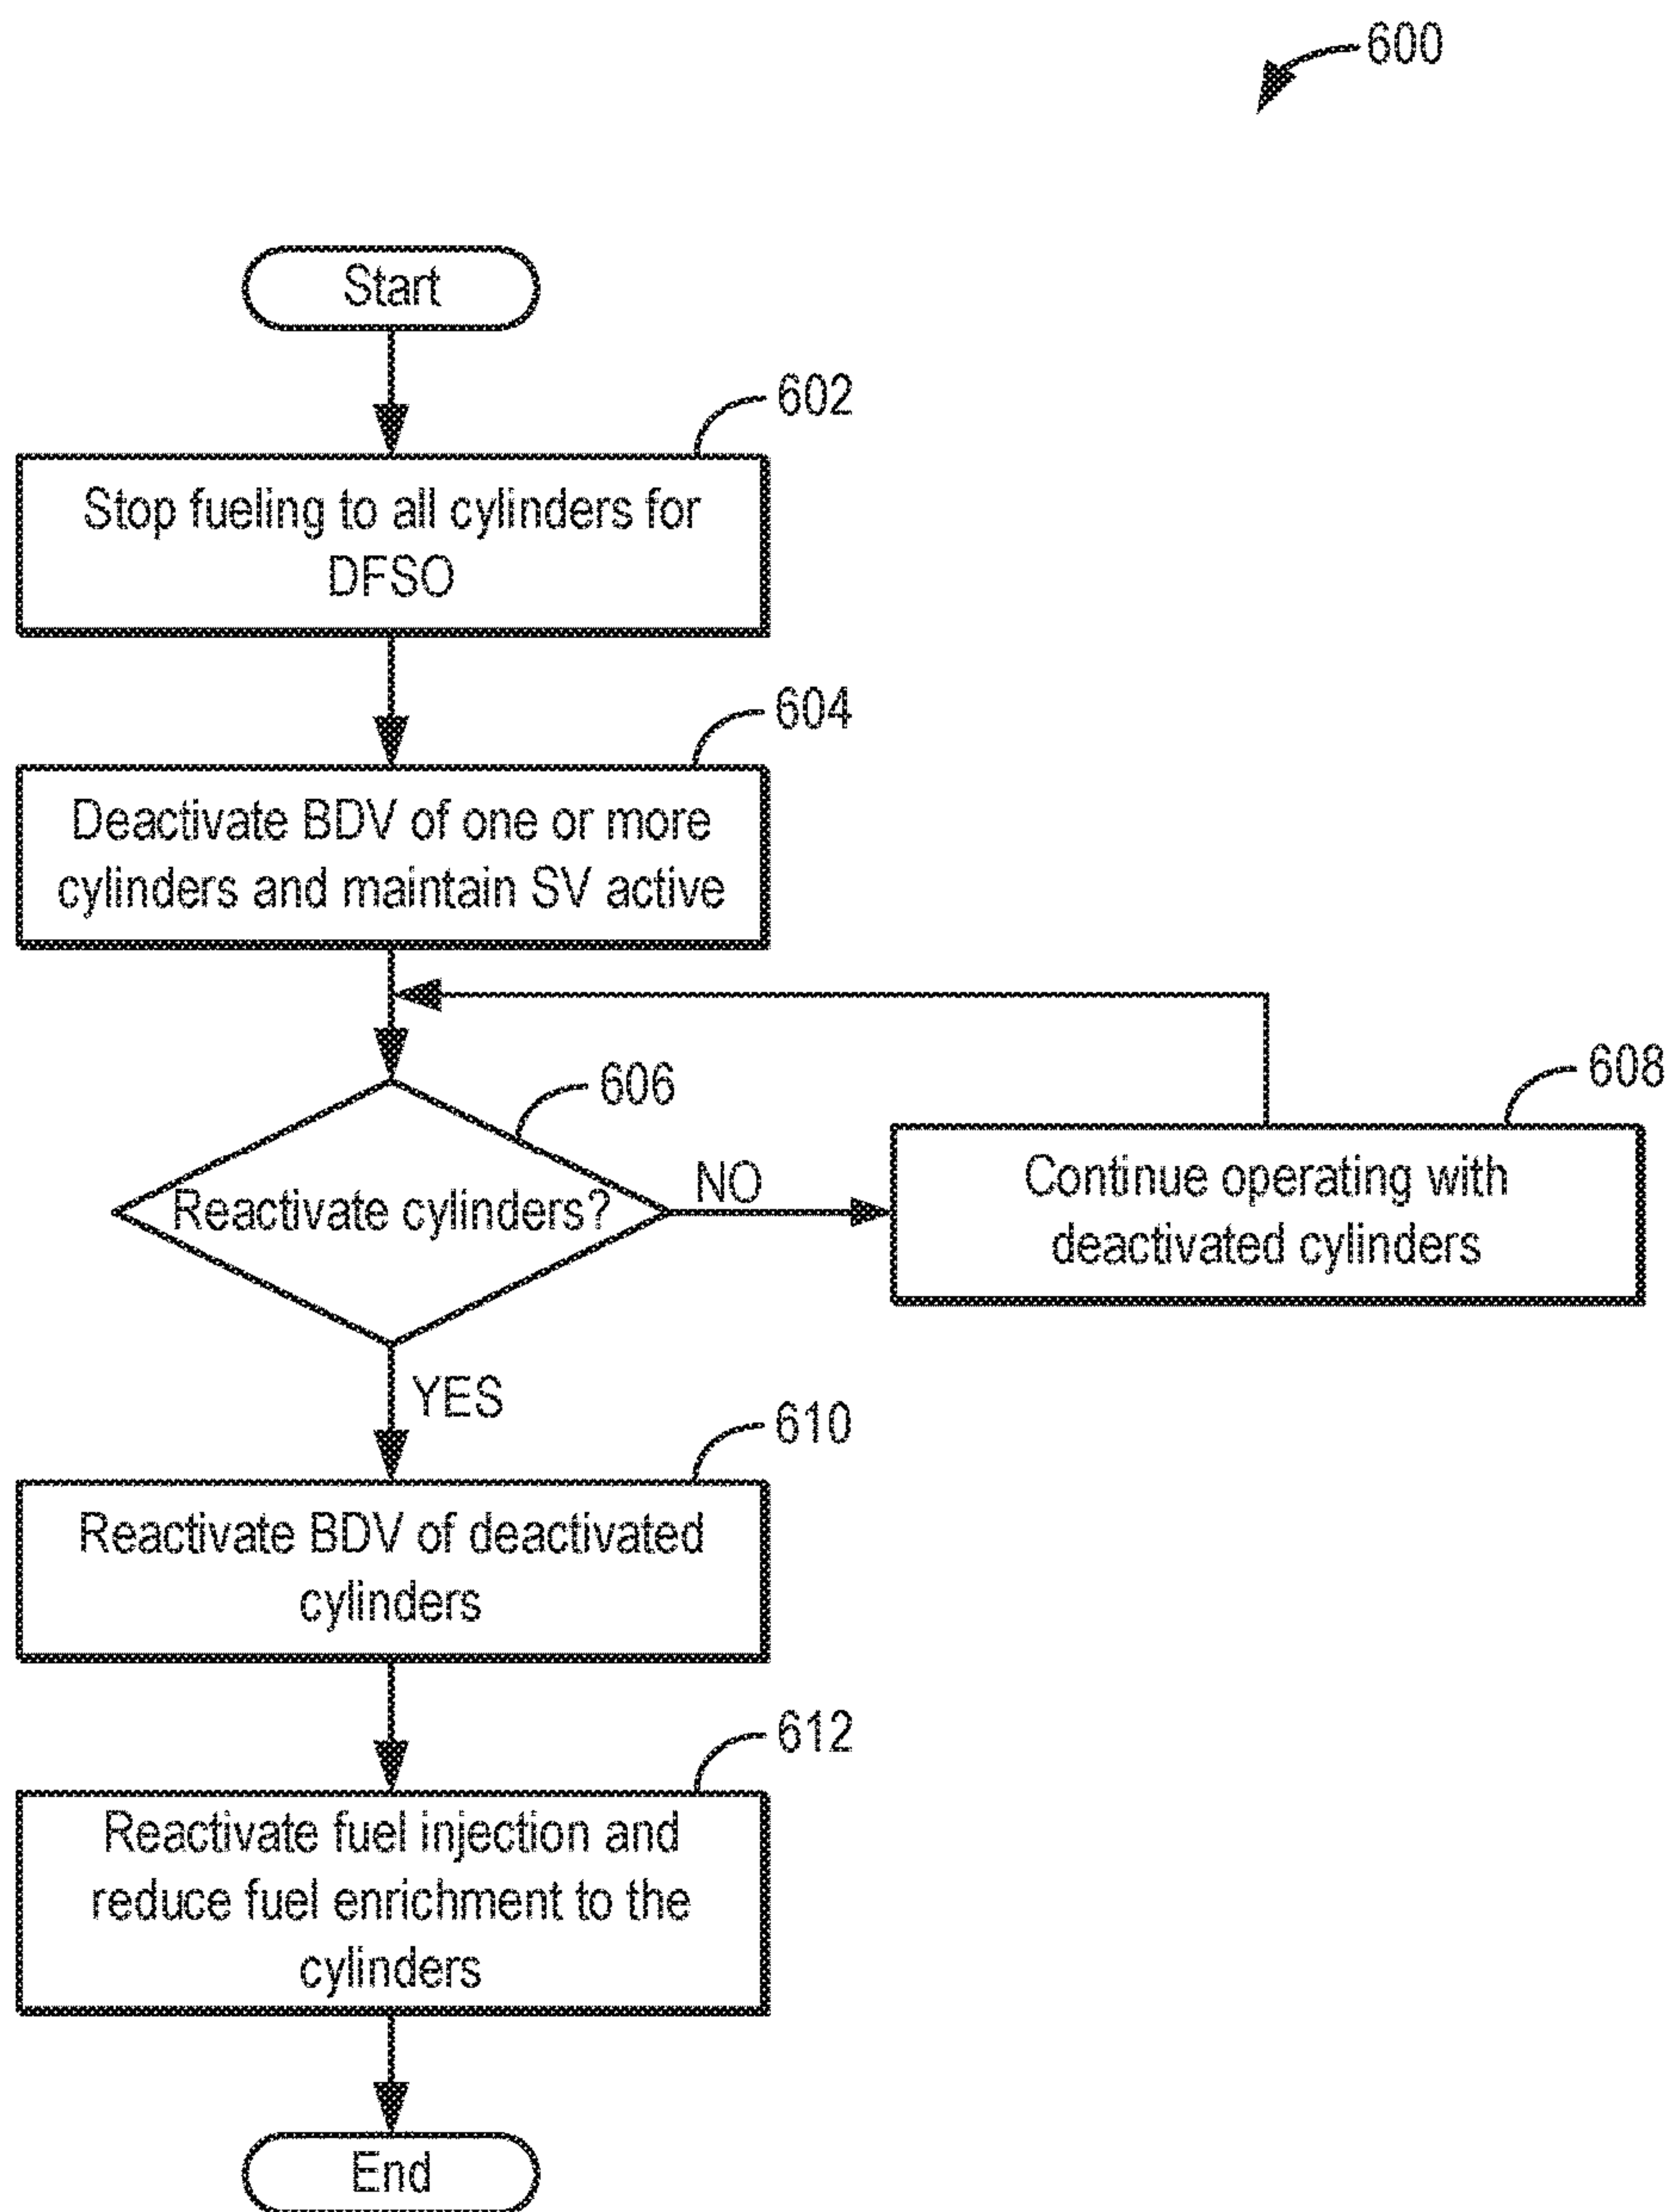 600
Start
602
Stop fueling to all cylinders for
DFSO
604
Deactivate BDV of one or more
cylinders and maintain SV active
606
Reactivate cylinders?
NO
608
Continue operating with
deactivated cylinders
YES
610
Reactivate BDV of deactivated
cylinders
612
Reactivate fuel injection and
reduce fuel enrichment to the
cylinders
End